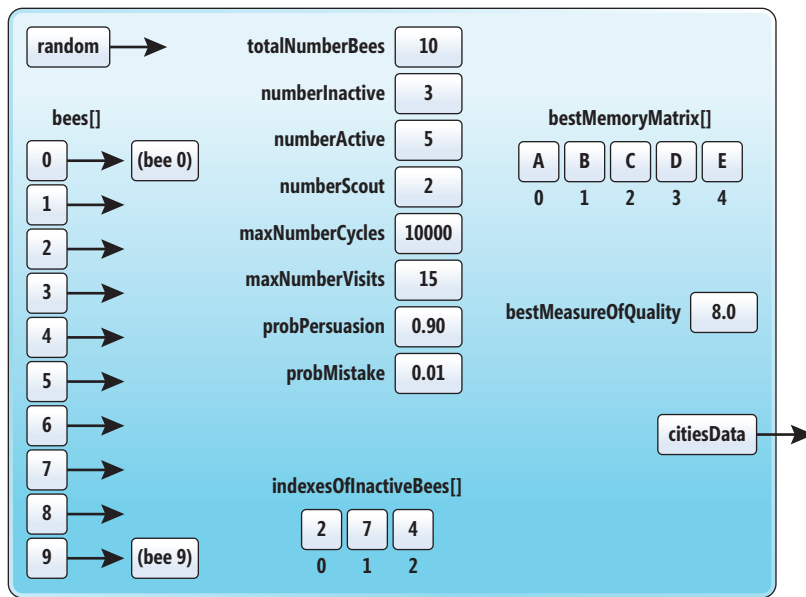 random
totalNumberBees 10
numberInactive 3
numberActive 5
numberScout 2
maxNumberCycles 10000
maxNumberVisits 15
probPersuasion 0.90
probMistake 0.01
bees[]
0 (bee 0)
1
2
3
4
5
6
7
8
9 (bee 9)
indexesOfInactiveBees[]
2 7 4
0 1 2
bestMemoryMatrix[]
A B C D E
0 1 2 3 4
bestMeasureOfQuality 8.0
citiesData